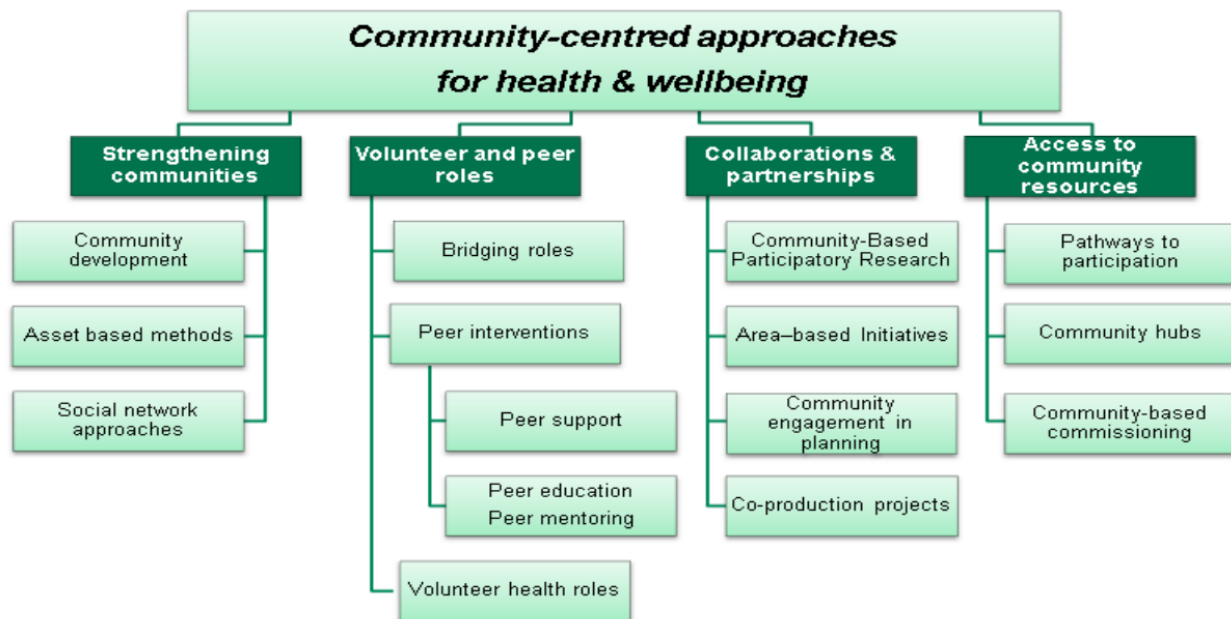 Community-centred approaches
for health & wellbeing
Strengthening
communities
Community
development
Asset based methods
Social network
approaches
Volunteer and peer
roles
Bridging roles
Peer interventions
Peer support
Peer education
Peer mentoring
Volunteer health roles
Collaborations &
partnerships
Community-Based
Participatory Research
Area–based Initiatives
Community
engagement in
planning
Co-production projects
Access to
community
resources
Pathways to
participation
Community hubs
Community-based
commissioning